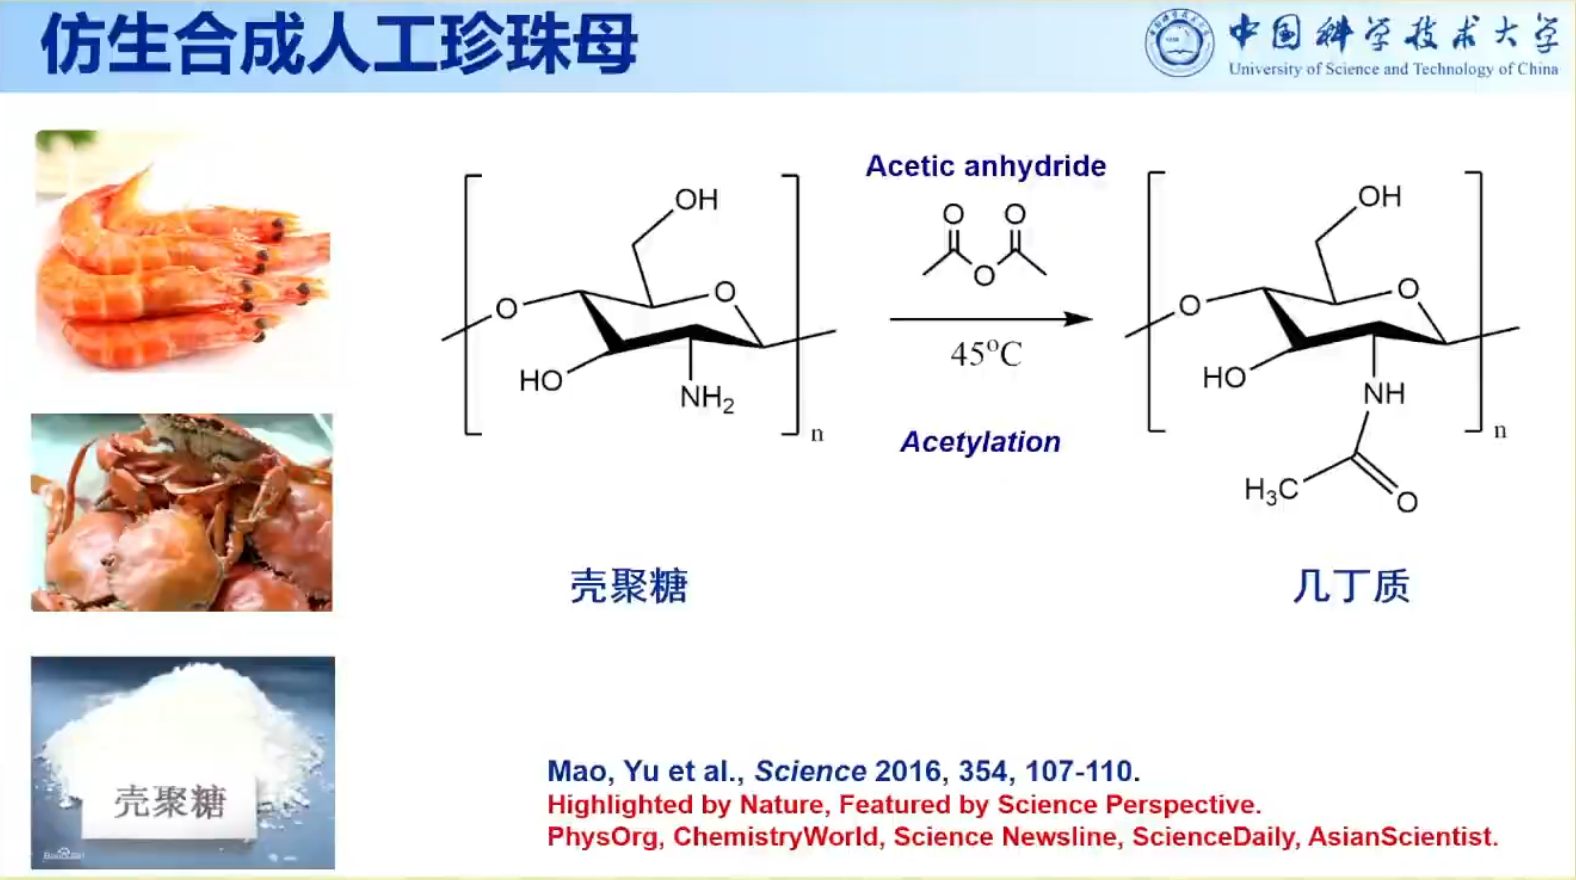 仿生合成人工珍珠母
中国科学技术大学
University of Science and Technology of China
Acetic anhydride
O O
O
45°C
Acetylation
OH
O
O
HO
NH₂
n
OH
O
O
HO
NH
n
H₃C
O
壳聚糖
几丁质
壳聚糖
Mao, Yu et al., Science 2016, 354, 107-110.
Highlighted by Nature, Featured by Science Perspective.
PhysOrg, ChemistryWorld, Science Newsline, ScienceDaily, AsianScientist.